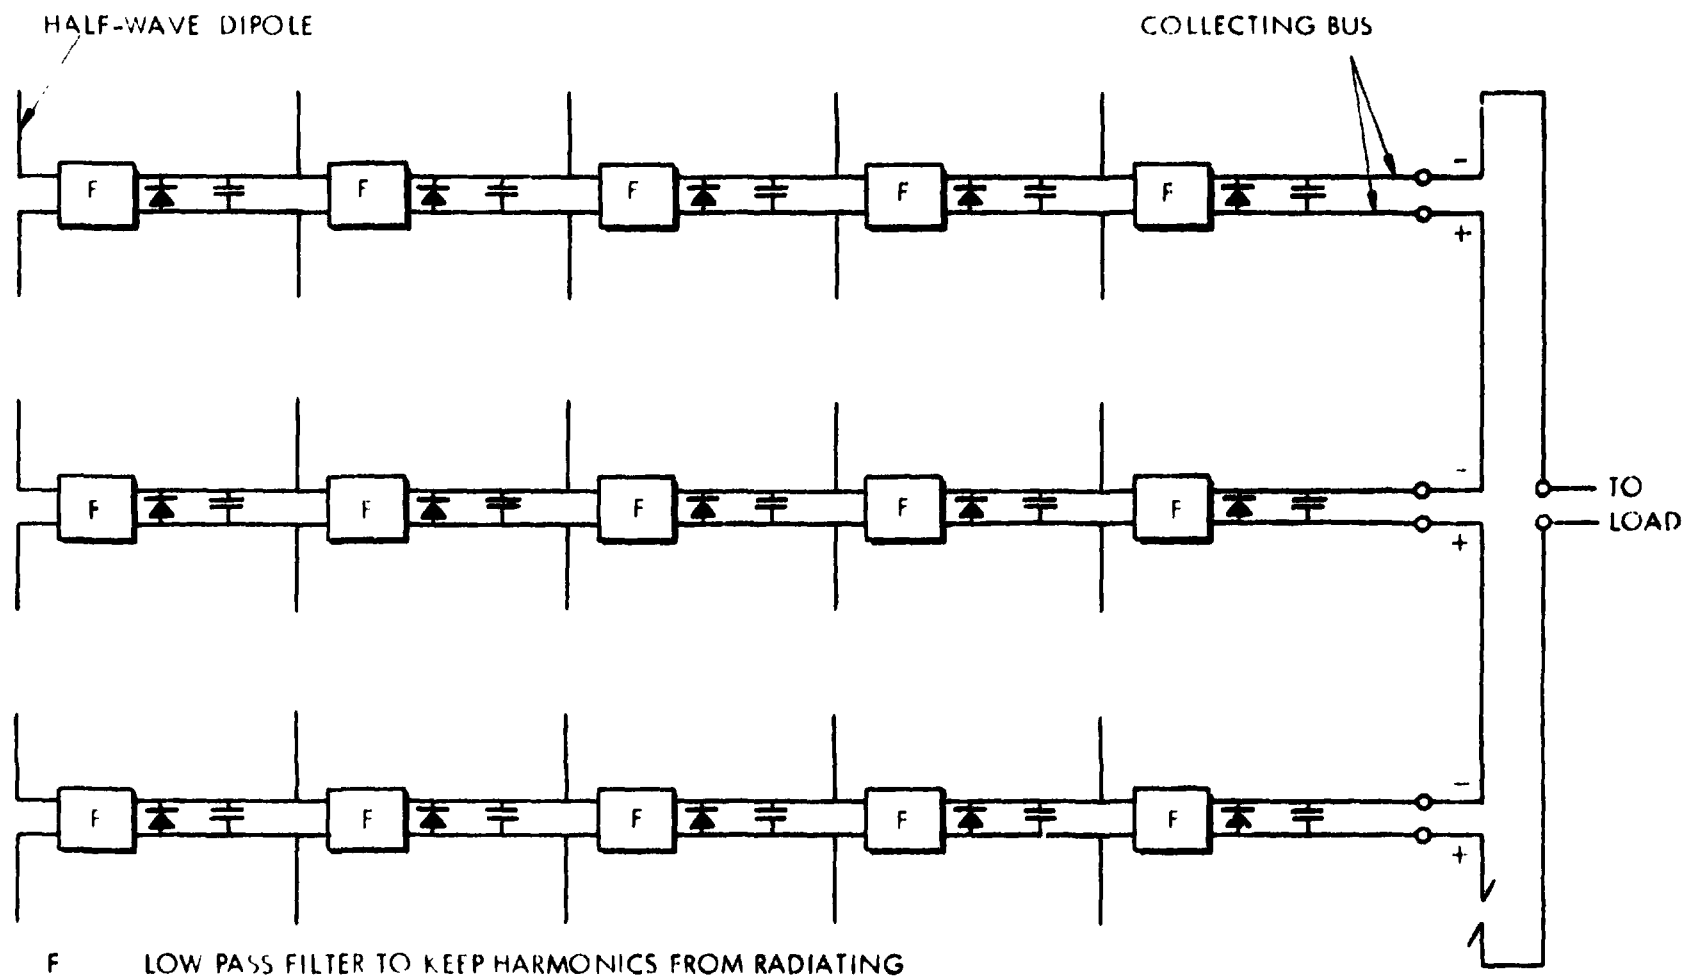 HALF-WAVE DIPOLE
COLLECTING BUS
F F F F F
-
+
F F F F F
-
+
TO
LOAD
F F F F F
-
+
F LOW PASS FILTER TO KEEP HARMONICS FROM RADIATING